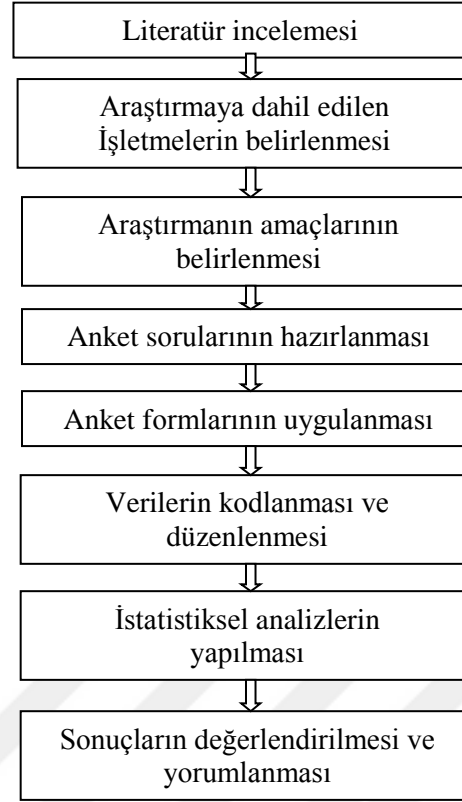 Literatür incelemesi
Araştırmaya dahil edilen
İşletmelerin belirlenmesi
Araştırmanın amaçlarının
belirlenmesi
Anket sorularının hazırlanması
Anket formlarının uygulanması
Verilerin kodlanması ve
düzenlenmesi
İstatistiksel analizlerin
yapılması
Sonuçların değerlendirilmesi ve
yorumlanması